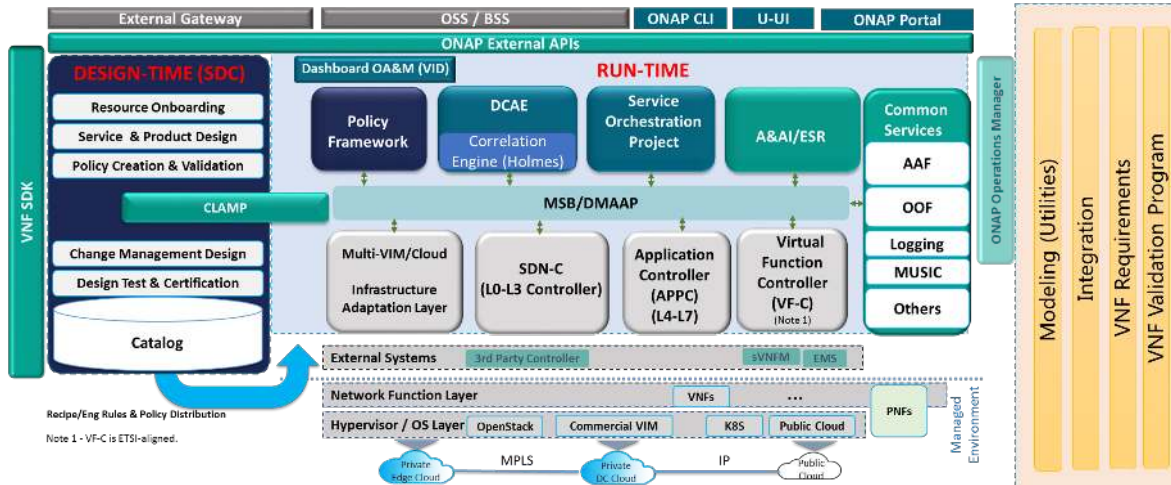 External Gateway
OSS / BSS
ONAP CLI
U-UI
ONAP Portal
ONAP External APIs
VNF SDK
DESIGN-TIME (SDC)
Resource Onboarding
Service & Product Design
Policy Creation & Validation
CLAMP
Change Management Design
Design Test & Certification
Catalog
Recipe/Eng Rules & Policy Distribution
Note 1 - VF-C is ETSI-aligned.
Dashboard OA&M (VID)
RUN-TIME
Policy
Framework
DCAE
Correlation
Engine (Holmes)
Service
Orchestration
Project
A&AI/ESR
MSB/DMAAP
Multi-VIM/Cloud
Infrastructure
Adaptation Layer
SDN-C
(L0-L3 Controller)
Application
Controller
(APPC)
(L4-L7)
Virtual
Function
Controller
(VF-C)
(Note 1)
Common
Services
AAF
OOF
Logging
MUSIC
Others
ONAP Operations Manager
External Systems
3rd Party Controller
sVNFM
EMS
Network Function Layer
VNFs
...
PNFs
Hypervisor / OS Layer
OpenStack
Commercial VIM
K8S
Public Cloud
Managed
Environment
Private
Edge Cloud
MPLS
Private
DC Cloud
IP
Public
Cloud
Modeling (Utilities)
Integration
VNF Requirements
VNF Validation Program